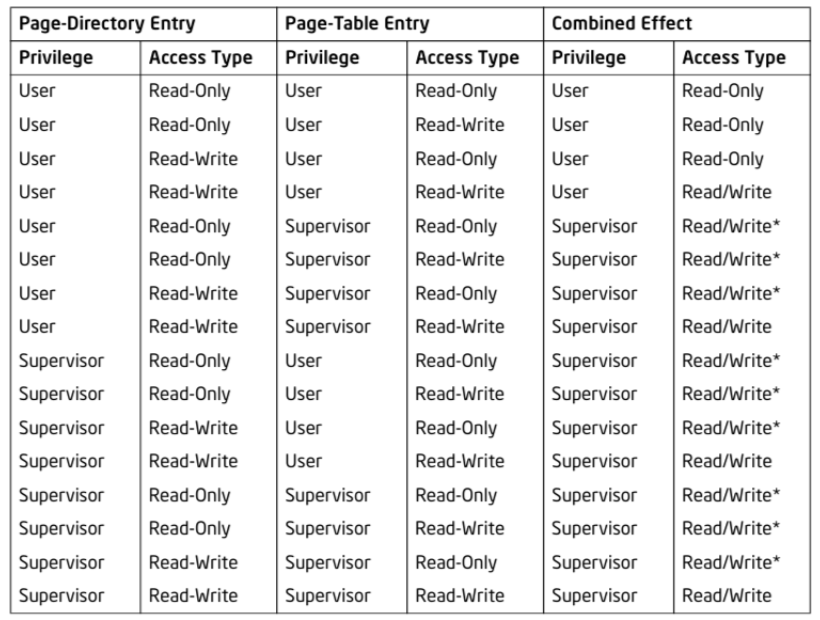 Page-Directory Entry Page-Table Entry Combined Effect
Privilege Access Type Privilege Access Type Privilege Access Type
User Read-Only User Read-Only User Read-Only
User Read-Only User Read-Write User Read-Only
User Read-Write User Read-Only User Read-Only
User Read-Write User Read-Write User Read/Write
User Read-Only Supervisor Read-Only Supervisor Read/Write*
User Read-Only Supervisor Read-Write Supervisor Read/Write*
User Read-Write Supervisor Read-Only Supervisor Read/Write*
User Read-Write Supervisor Read-Write Supervisor Read/Write
Supervisor Read-Only User Read-Only Supervisor Read/Write*
Supervisor Read-Only User Read-Write Supervisor Read/Write*
Supervisor Read-Write User Read-Only Supervisor Read/Write*
Supervisor Read-Write User Read-Write Supervisor Read/Write
Supervisor Read-Only Supervisor Read-Only Supervisor Read/Write*
Supervisor Read-Only Supervisor Read-Write Supervisor Read/Write*
Supervisor Read-Write Supervisor Read-Only Supervisor Read/Write*
Supervisor Read-Write Supervisor Read-Write Supervisor Read/Write